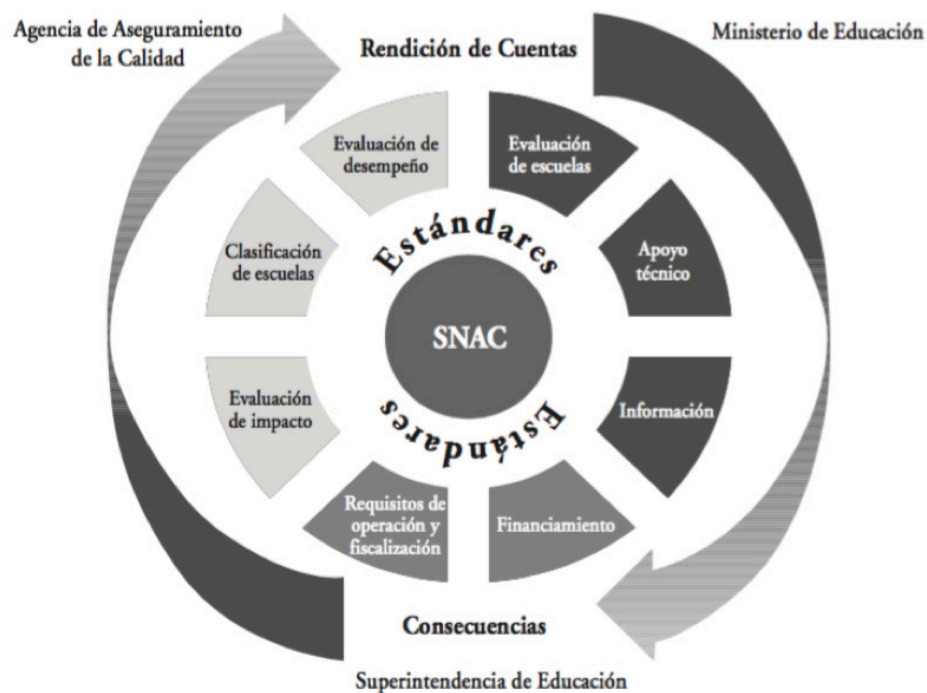 Agencia de Aseguramiento
de la Calidad
Rendición de Cuentas
Ministerio de Educación
Evaluación de
desempeño
Evaluación
de escuelas
Clasificación
de escuelas
Estándares
Apoyo
técnico
SNAC
Evaluación
de impacto
Estándares
Información
Requisitos de
operación y
fiscalización
Financiamiento
Consecuencias
Superintendencia de Educación